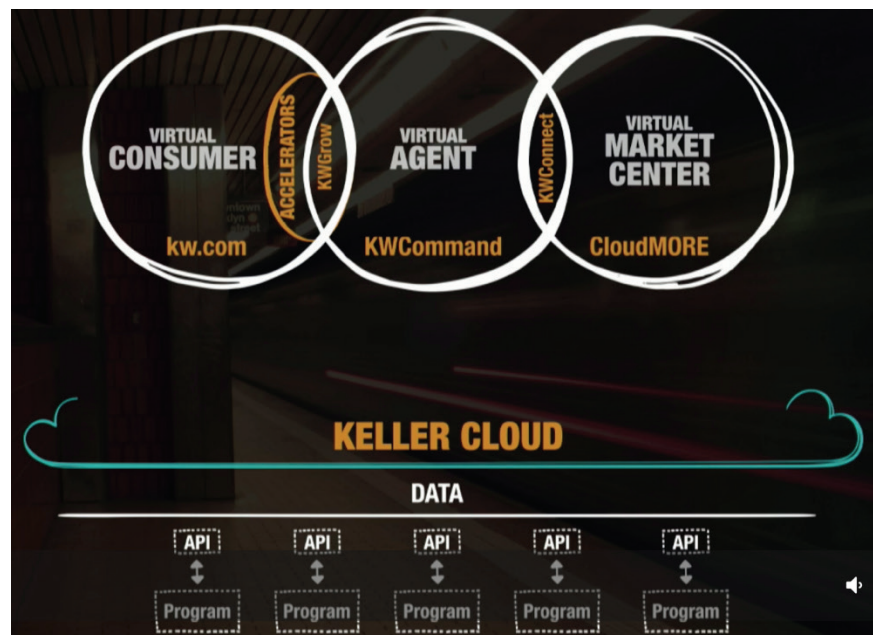 VIRTUAL
CONSUMER
kw.com
ACCELERATORS
KWGrow
VIRTUAL
AGENT
KWCommand
KWConnect
VIRTUAL
MARKET
CENTER
CloudMORE
KELLER CLOUD
DATA
API API API API API
Program Program Program Program Program